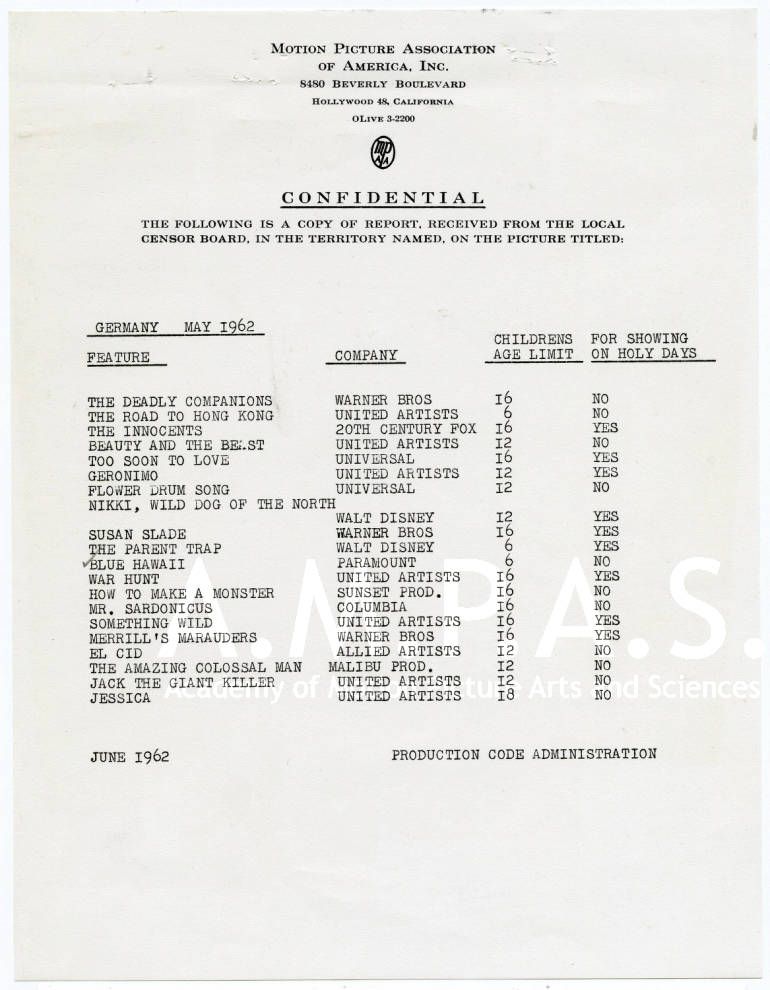 MOTION PICTURE ASSOCIATION
OF AMERICA, INC.
8480 BEVERLY BOULEVARD
HOLLYWOOD 48, CALIFORNIA
OLIVE 3-2200
MPAA
CONFIDENTIAL
THE FOLLOWING IS A COPY OF REPORT, RECEIVED FROM THE LOCAL
CENSOR BOARD, IN THE TERRITORY NAMED, ON THE PICTURE TITLED:
GERMANY MAY 1962
CHILDRENS FOR SHOWING
FEATURE COMPANY AGE LIMIT ON HOLY DAYS
THE DEADLY COMPANIONS WARNER BROS 16 NO
THE ROAD TO HONG KONG UNITED ARTISTS 6 NO
THE INNOCENTS 20TH CENTURY FOX 16 YES
BEAUTY AND THE BEAST UNITED ARTISTS 12 NO
TOO SOON TO LOVE UNIVERSAL 16 YES
GERONIMO UNITED ARTISTS 12 YES
FLOWER DRUM SONG UNIVERSAL 12 NO
NIKKI, WILD DOG OF THE NORTH
WALT DISNEY 12 YES
SUSAN SLADE WARNER BROS 16 YES
THE PARENT TRAP WALT DISNEY 6 YES
✓BLUE HAWAII PARAMOUNT 6 NO
WAR HUNT UNITED ARTISTS 16 YES
HOW TO MAKE A MONSTER SUNSET PROD. 16 NO
MR. SARDONICUS COLUMBIA 16 NO
SOMETHING WILD UNITED ARTISTS 16 YES
MERRILL'S MARAUDERS WARNER BROS 16 YES
EL CID ALLIED ARTISTS 12 NO
THE AMAZING COLOSSAL MAN MALIBU PROD. 12 NO
JACK THE GIANT KILLER UNITED ARTISTS 12 NO
JESSICA UNITED ARTISTS 18 NO
A.M.P.A.S.
Academy of Motion Picture Arts and Sciences
JUNE 1962 PRODUCTION CODE ADMINISTRATION